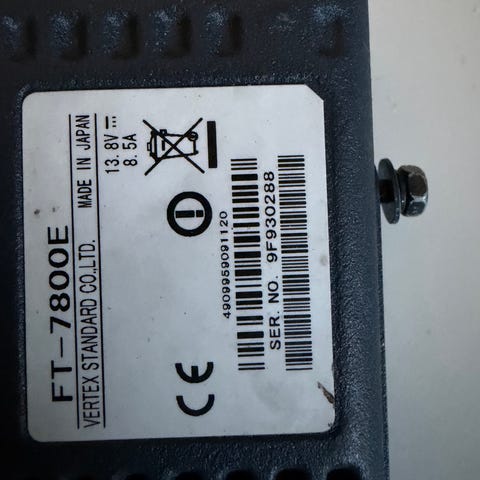 FT-7800E
VERTEX STANDARD CO.,LTD. MADE IN JAPAN
13.8V⎓
8.5A
CE
4909959091120
SER. NO. 9F930288